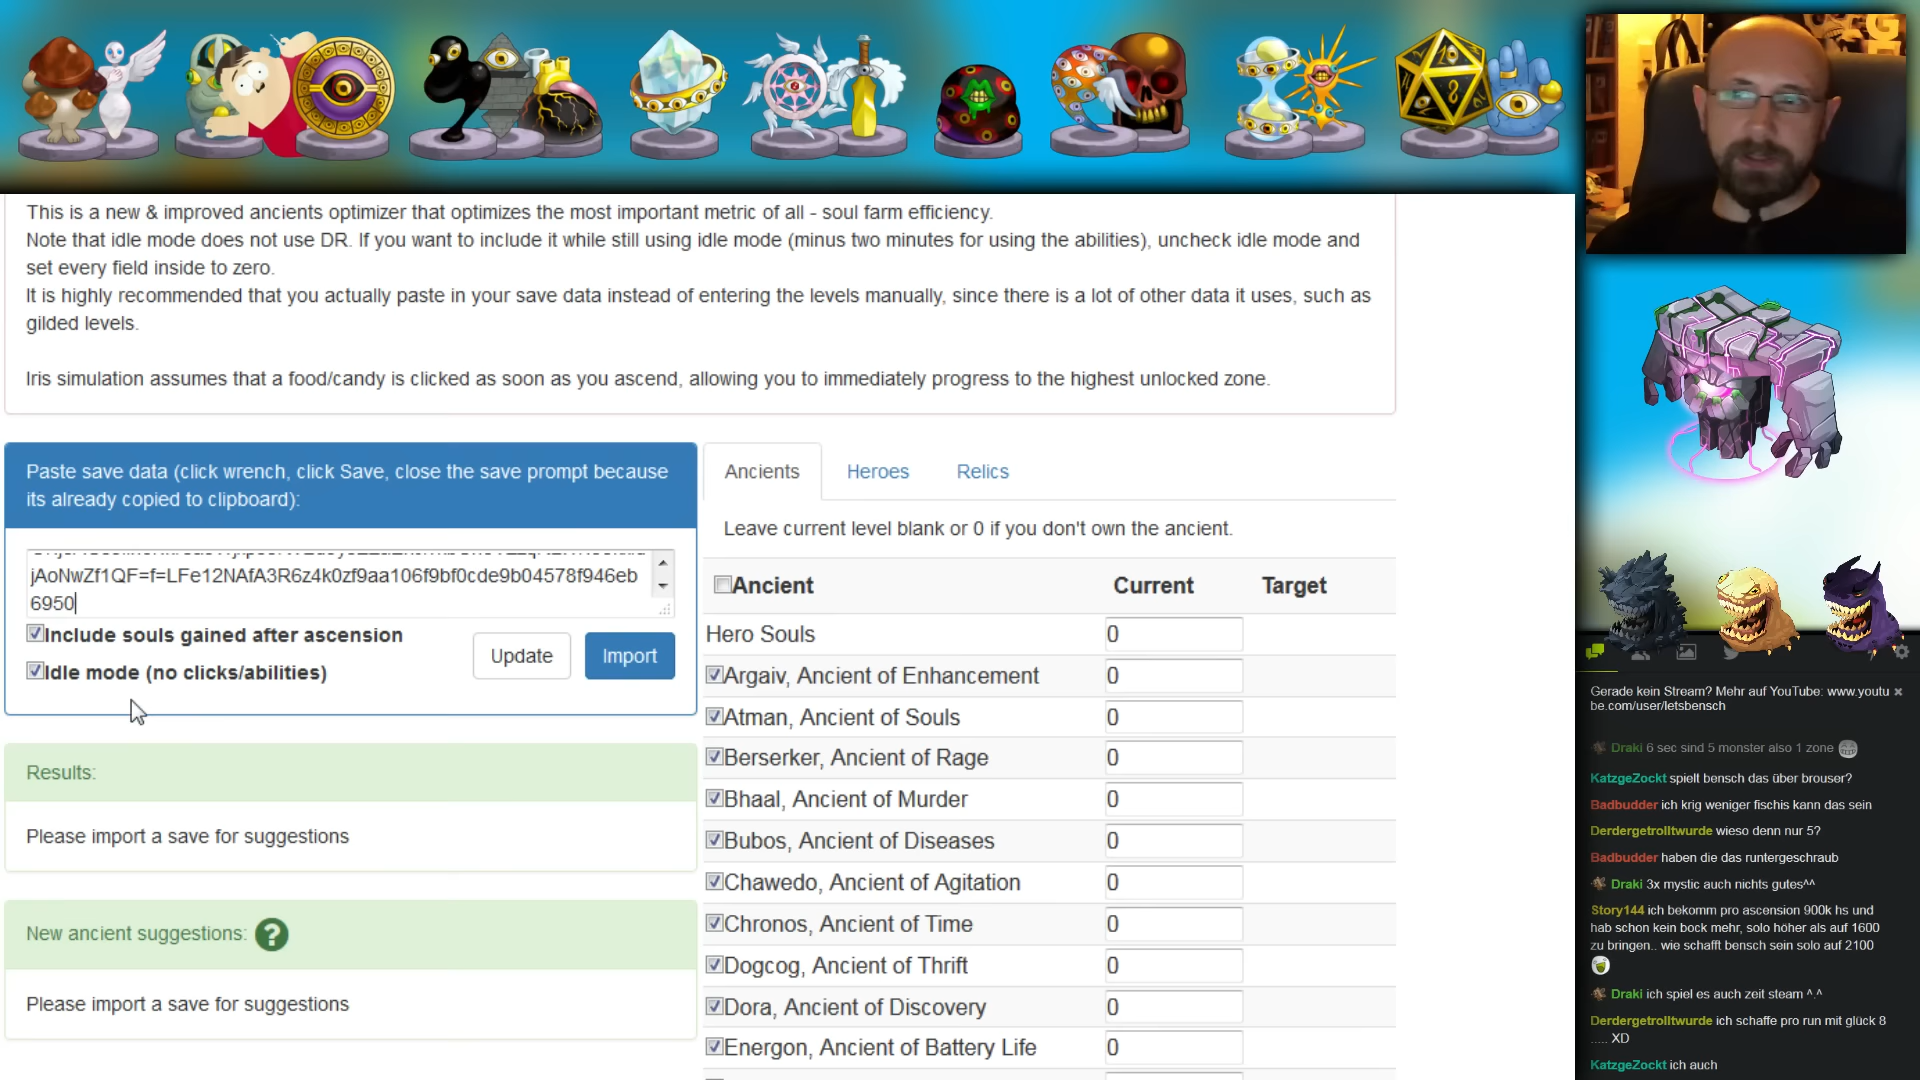 This is a new & improved ancients optimizer that optimizes the most important metric of all - soul farm efficiency.
Note that idle mode does not use DR. If you want to include it while still using idle mode (minus two minutes for using the abilities), uncheck idle mode and
set every field inside to zero.
It is highly recommended that you actually paste in your save data instead of entering the levels manually, since there is a lot of other data it uses, such as
gilded levels.
Iris simulation assumes that a food/candy is clicked as soon as you ascend, allowing you to immediately progress to the highest unlocked zone.
Paste save data (click wrench, click Save, close the save prompt because
its already copied to clipboard):
jAoNwZf1QF=f=LFe12NAfA3R6z4k0zf9aa106f9bf0cde9b04578f946eb
6950
Include souls gained after ascension
Idle mode (no clicks/abilities)
Update
Import
Results:
Please import a save for suggestions
New ancient suggestions: ?
Please import a save for suggestions
Ancients Heroes Relics
Leave current level blank or 0 if you don't own the ancient.
Ancient Current Target
Hero Souls 0
Argaiv, Ancient of Enhancement 0
Atman, Ancient of Souls 0
Berserker, Ancient of Rage 0
Bhaal, Ancient of Murder 0
Bubos, Ancient of Diseases 0
Chawedo, Ancient of Agitation 0
Chronos, Ancient of Time 0
Dogcog, Ancient of Thrift 0
Dora, Ancient of Discovery 0
Energon, Ancient of Battery Life 0
Gerade kein Stream? Mehr auf YouTube: www.youtu
be.com/user/letsbensch
Draki 6 sec sind 5 monster also 1 zone
KatzgeZockt spielt bensch das über brouser?
Badbudder ich krig weniger fischis kann das sein
Derdergetrolltwurde wieso denn nur 5?
Badbudder haben die das runtergeschraub
Draki 3x mystic auch nichts gutes^^
Story144 ich bekomm pro ascension 900k hs und
hab schon kein bock mehr, solo höher als auf 1600
zu bringen.. wie schafft bensch sein solo auf 2100
Draki ich spiel es auch zeit steam ^.^
Derdergetrolltwurde ich schaffe pro run mit glück 8
..... XD
KatzgeZockt ich auch